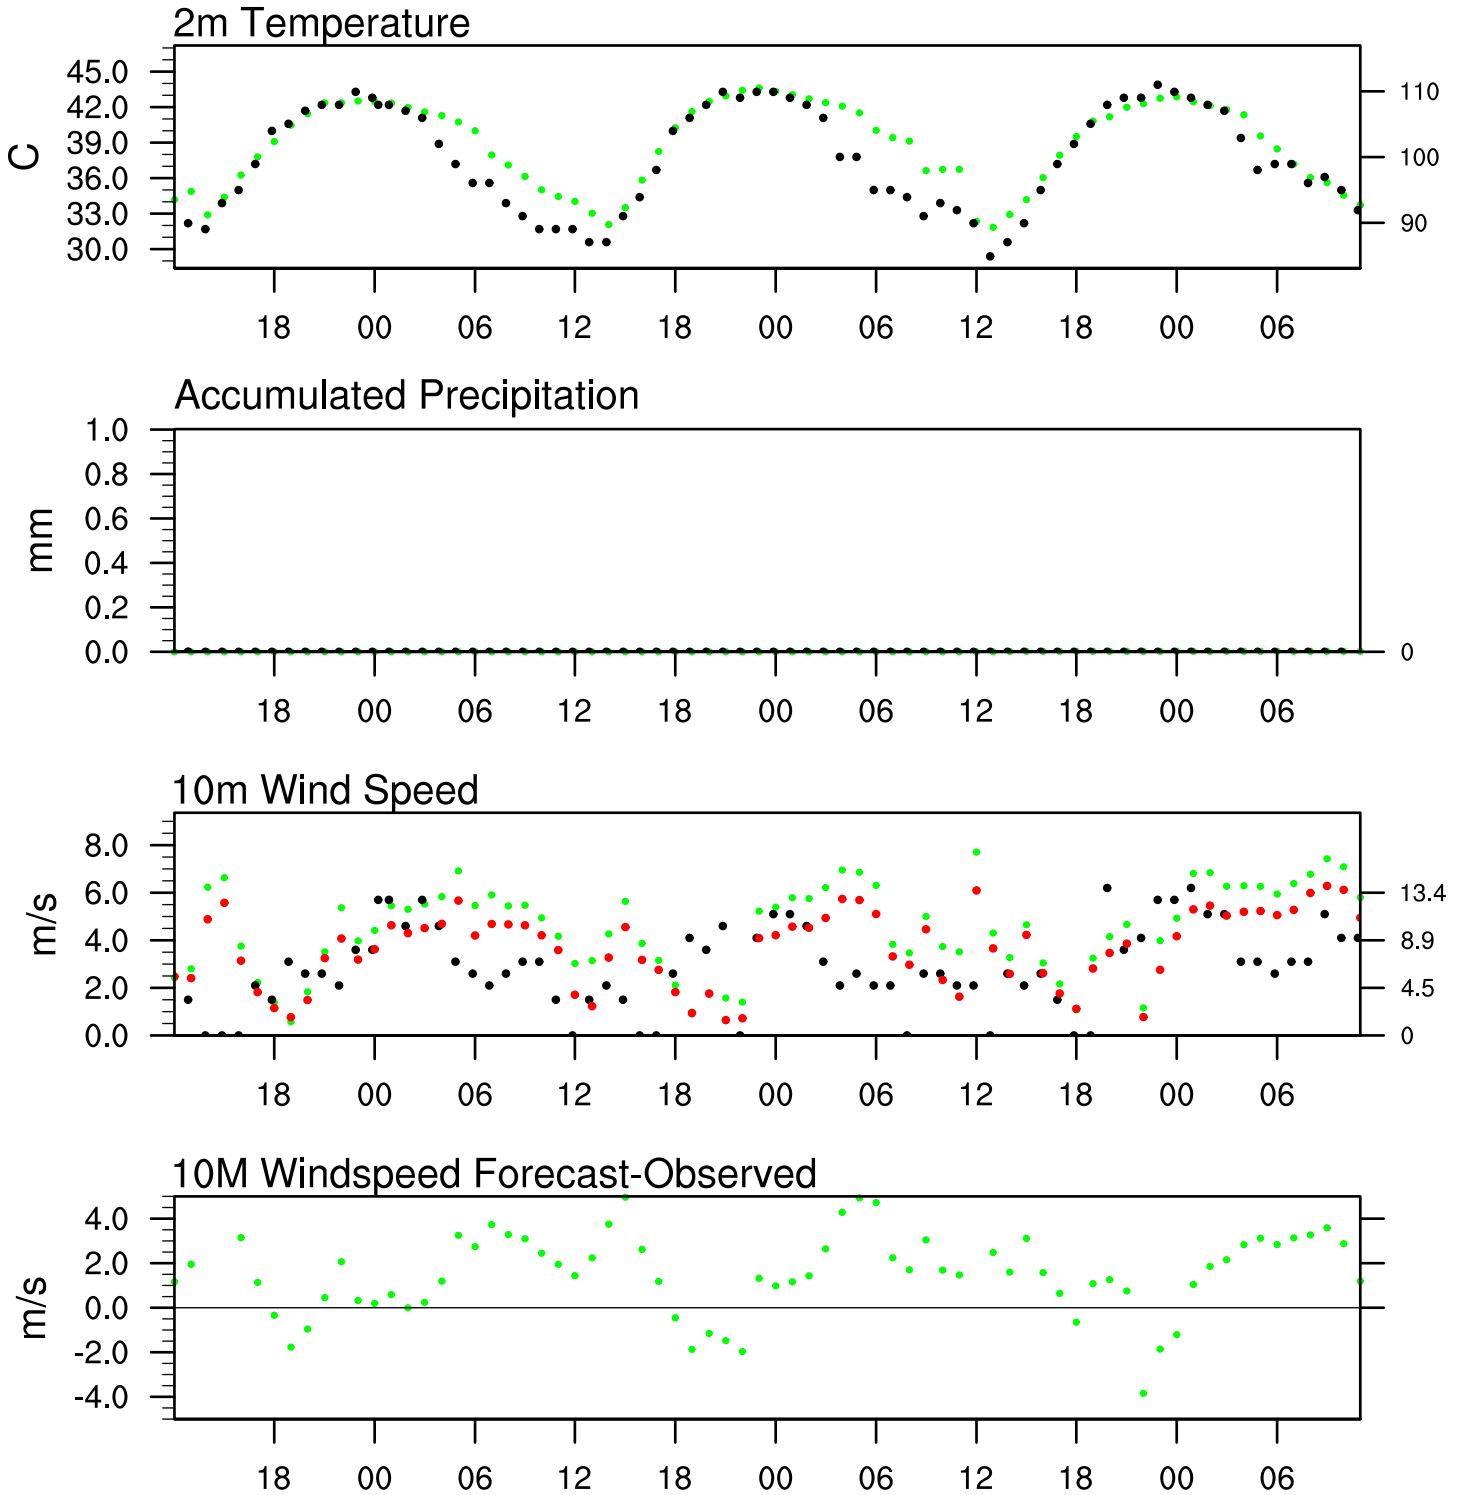 2m Temperature
45.0
42.0
39.0
36.0
33.0
30.0
C
110
100
90
18 00 06 12 18 00 06 12 18 00 06
Accumulated Precipitation
1.0
0.8
0.6
0.4
0.2
0.0
mm
0
18 00 06 12 18 00 06 12 18 00 06
10m Wind Speed
8.0
6.0
4.0
2.0
0.0
m/s
13.4
8.9
4.5
0
18 00 06 12 18 00 06 12 18 00 06
10M Windspeed Forecast-Observed
4.0
2.0
0.0
-2.0
-4.0
m/s
18 00 06 12 18 00 06 12 18 00 06